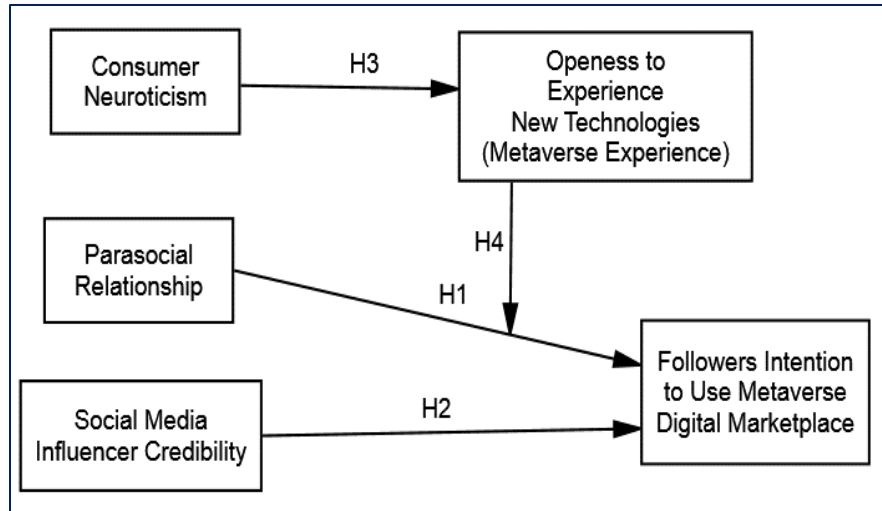 Consumer
Neuroticism
H3
Openess to
Experience
New Technologies
(Metaverse Experience)
H4
Parasocial
Relationship
H1
Followers Intention
to Use Metaverse
Digital Marketplace
Social Media
Influencer Credibility
H2